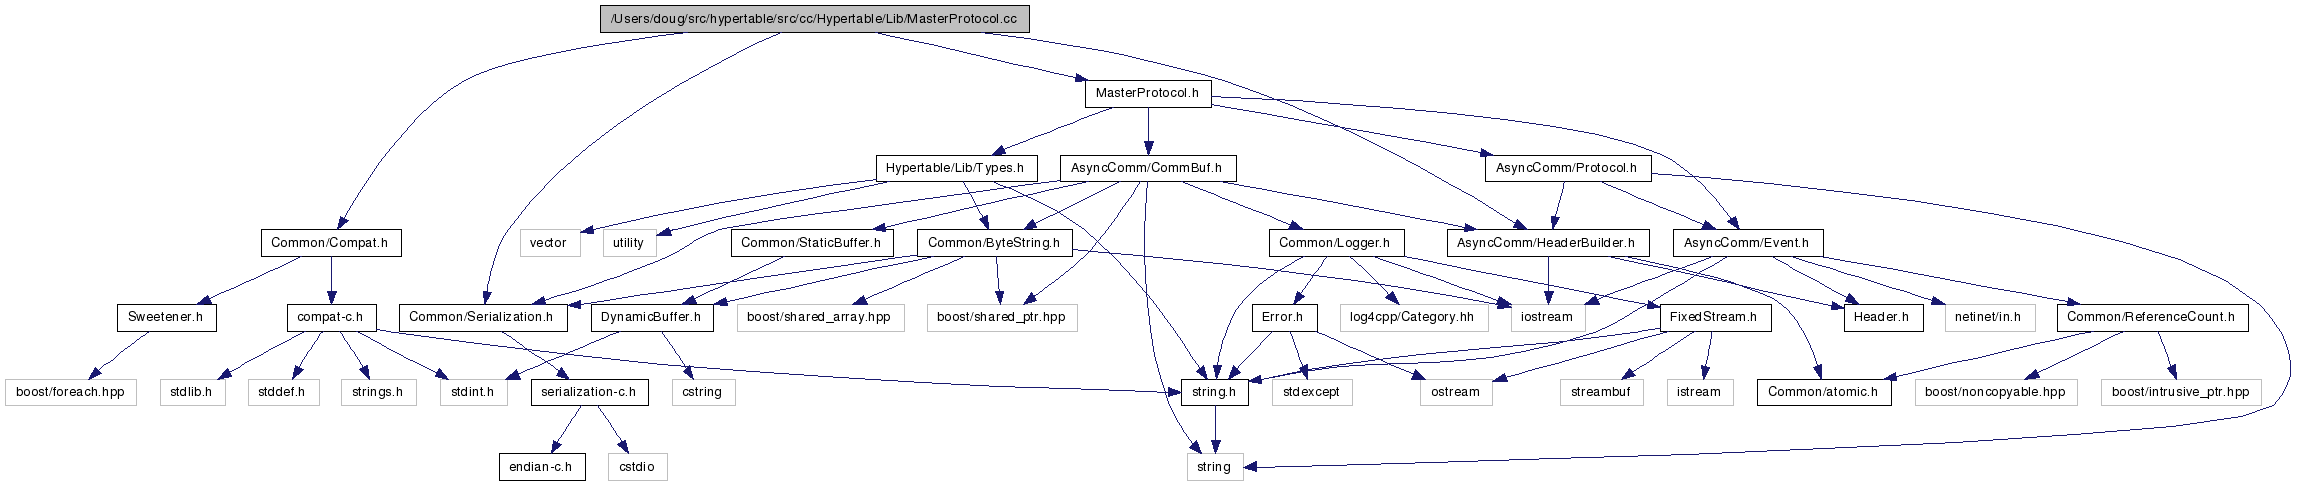 /Users/doug/src/hypertable/src/cc/Hypertable/Lib/MasterProtocol.cc
MasterProtocol.h
Hypertable/Lib/Types.h
AsyncComm/CommBuf.h
AsyncComm/Protocol.h
Common/Compat.h
vector
utility
Common/StaticBuffer.h
Common/ByteString.h
Common/Logger.h
AsyncComm/HeaderBuilder.h
AsyncComm/Event.h
Sweetener.h
compat-c.h
Common/Serialization.h
DynamicBuffer.h
boost/shared_array.hpp
boost/shared_ptr.hpp
Error.h
log4cpp/Category.hh
iostream
FixedStream.h
Header.h
netinet/in.h
Common/ReferenceCount.h
boost/foreach.hpp
stdlib.h
stddef.h
strings.h
stdint.h
serialization-c.h
cstring
string.h
stdexcept
ostream
streambuf
istream
Common/atomic.h
boost/noncopyable.hpp
boost/intrusive_ptr.hpp
endian-c.h
cstdio
string